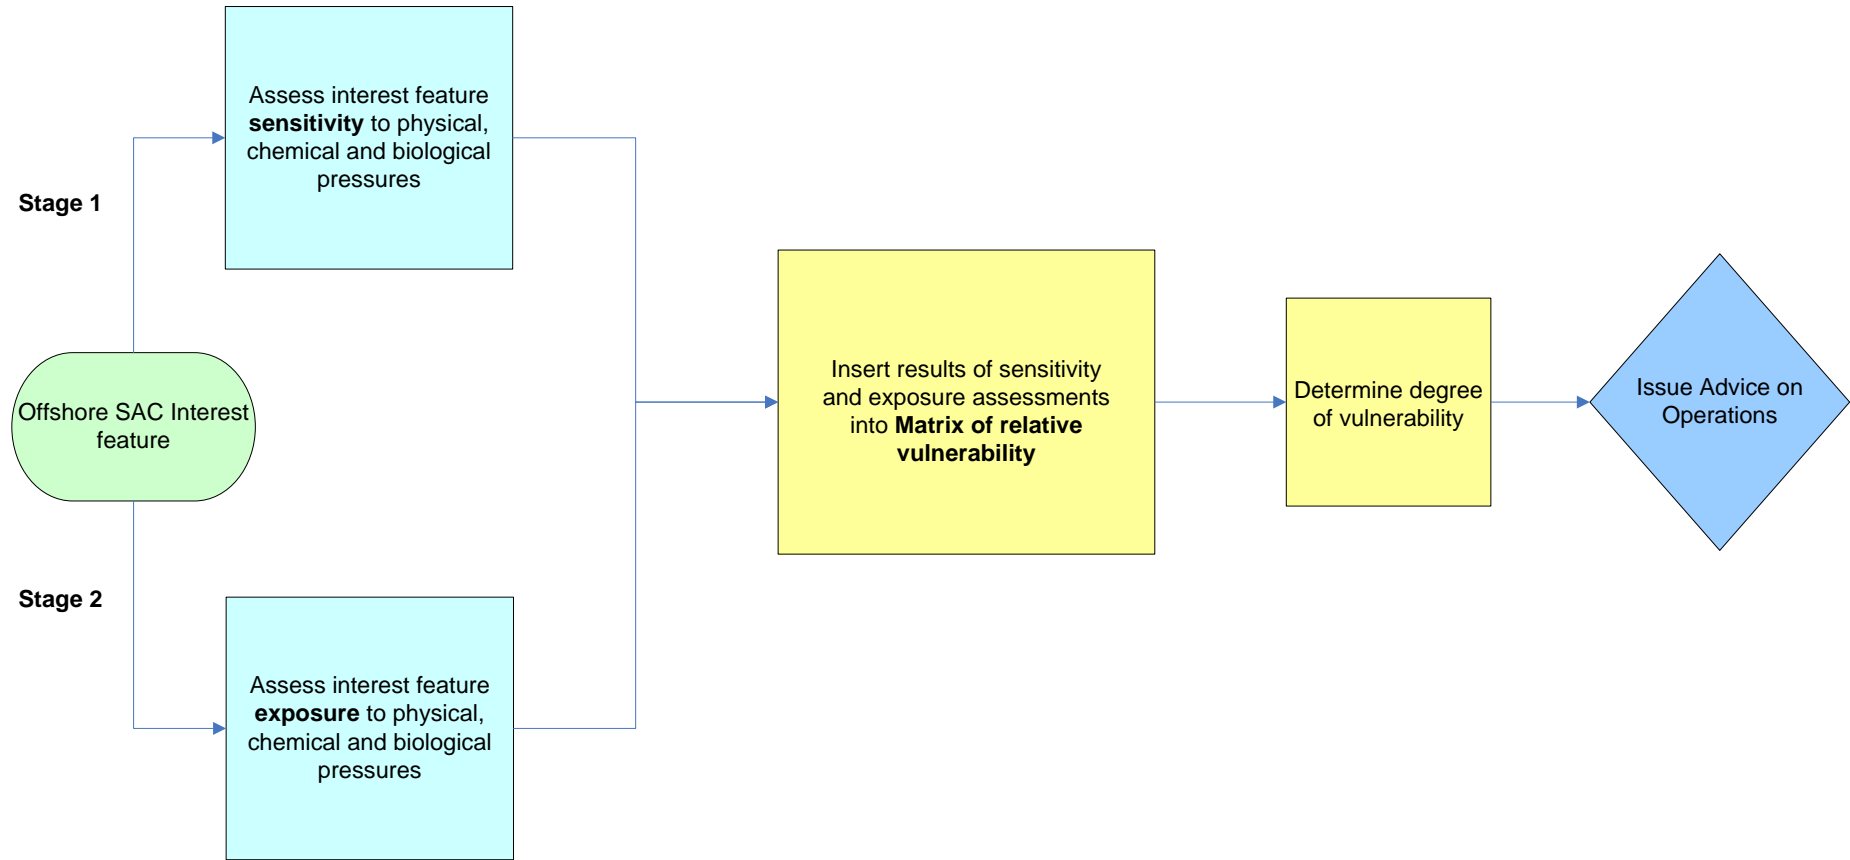 Assess interest feature
sensitivity to physical,
chemical and biological
pressures
Stage 1
Offshore SAC Interest
feature
Stage 2
Assess interest feature
exposure to physical,
chemical and biological
pressures
Insert results of sensitivity
and exposure assessments
into Matrix of relative
vulnerability
Determine degree
of vulnerability
Issue Advice on
Operations